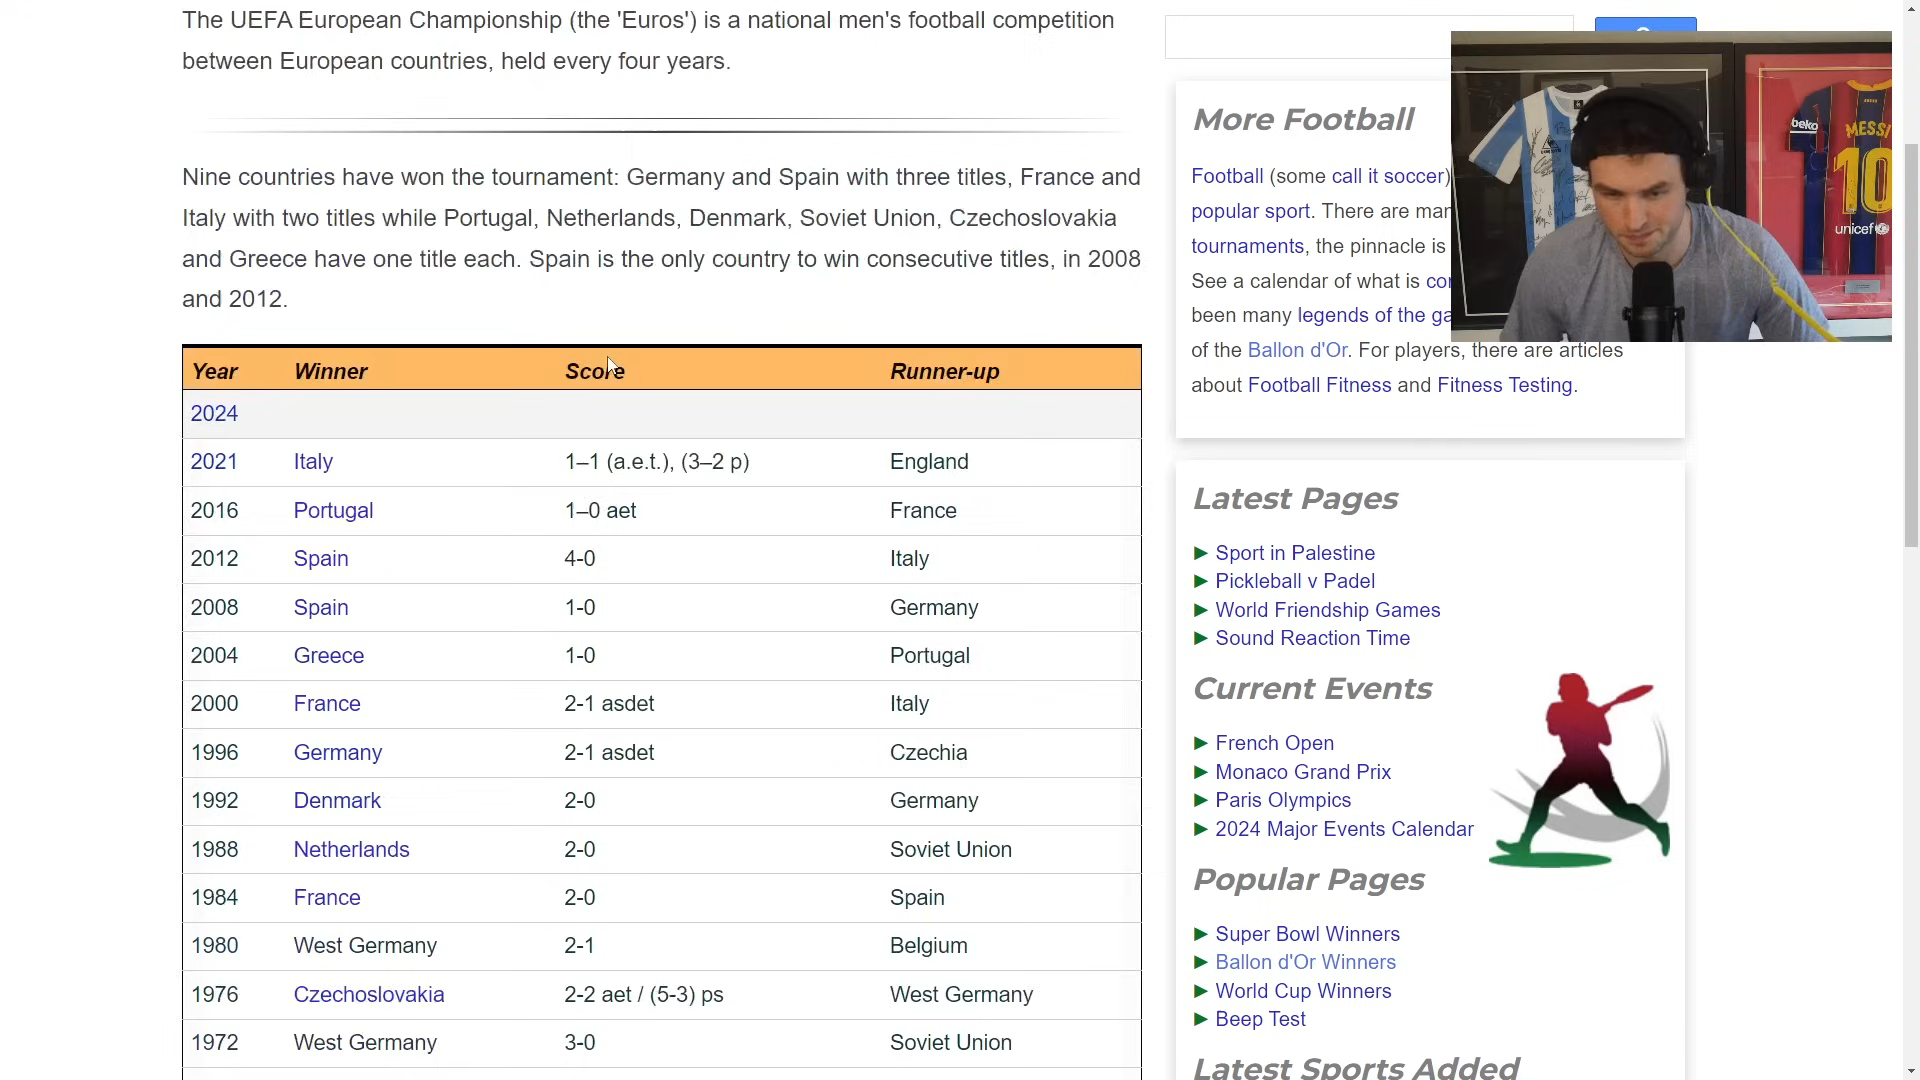 The UEFA European Championship (the 'Euros') is a national men's football competition
between European countries, held every four years.
Nine countries have won the tournament: Germany and Spain with three titles, France and
Italy with two titles while Portugal, Netherlands, Denmark, Soviet Union, Czechoslovakia
and Greece have one title each. Spain is the only country to win consecutive titles, in 2008
and 2012.
Year Winner Score Runner-up
2024
2021 Italy 1–1 (a.e.t.), (3–2 p) England
2016 Portugal 1–0 aet France
2012 Spain 4-0 Italy
2008 Spain 1-0 Germany
2004 Greece 1-0 Portugal
2000 France 2-1 asdet Italy
1996 Germany 2-1 asdet Czechia
1992 Denmark 2-0 Germany
1988 Netherlands 2-0 Soviet Union
1984 France 2-0 Spain
1980 West Germany 2-1 Belgium
1976 Czechoslovakia 2-2 aet / (5-3) ps West Germany
1972 West Germany 3-0 Soviet Union
More Football
Football (some call it soccer)
popular sport. There are mar
tournaments, the pinnacle is
See a calendar of what is
been many legends of the ga
of the Ballon d'Or. For players, there are articles
about Football Fitness and Fitness Testing.
beko
MESSI
10
unicef
Latest Pages
► Sport in Palestine
► Pickleball v Padel
► World Friendship Games
► Sound Reaction Time
Current Events
► French Open
► Monaco Grand Prix
► Paris Olympics
► 2024 Major Events Calendar
Popular Pages
► Super Bowl Winners
► Ballon d'Or Winners
► World Cup Winners
► Beep Test
Latest Sports Added